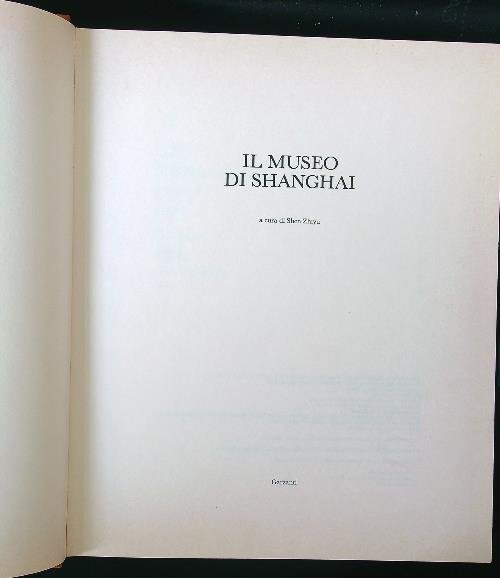 IL MUSEO
DI SHANGHAI
a cura di Shen Zhiyu
Garzanti